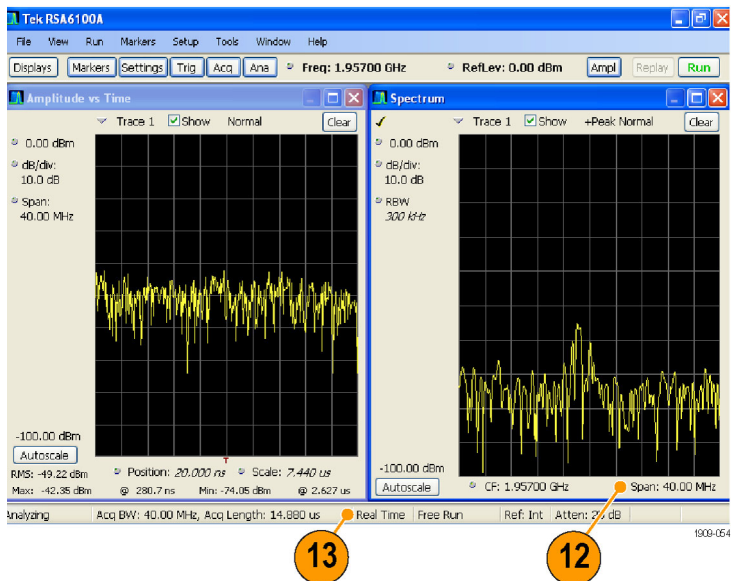 Tek RSA6100A
File View Run Markers Setup Tools Window Help
Displays Markers Settings Trig Acq Ana Freq: 1.95700 GHz RefLev: 0.00 dBm Ampl Replay Run
Amplitude vs Time
Trace 1 Show Normal Clear
0.00 dBm
dB/div:
10.0 dB
Span:
40.00 MHz
-100.00 dBm
Autoscale
T
RMS: -49.22 dBm Position: 20.000 ns Scale: 7.440 us
Max: -42.35 dBm @ 280.7 ns Min: -74.05 dBm @ 2.627 us
Spectrum
Trace 1 Show +Peak Normal Clear
0.00 dBm
dB/div:
10.0 dB
RBW
300 kHz
-100.00 dBm
Autoscale CF: 1.95700 GHz Span: 40.00 MHz
Analyzing Acq BW: 40.00 MHz, Acq Length: 14.880 us Real Time Free Run Ref: Int Atten: dB
13
12
1909-054